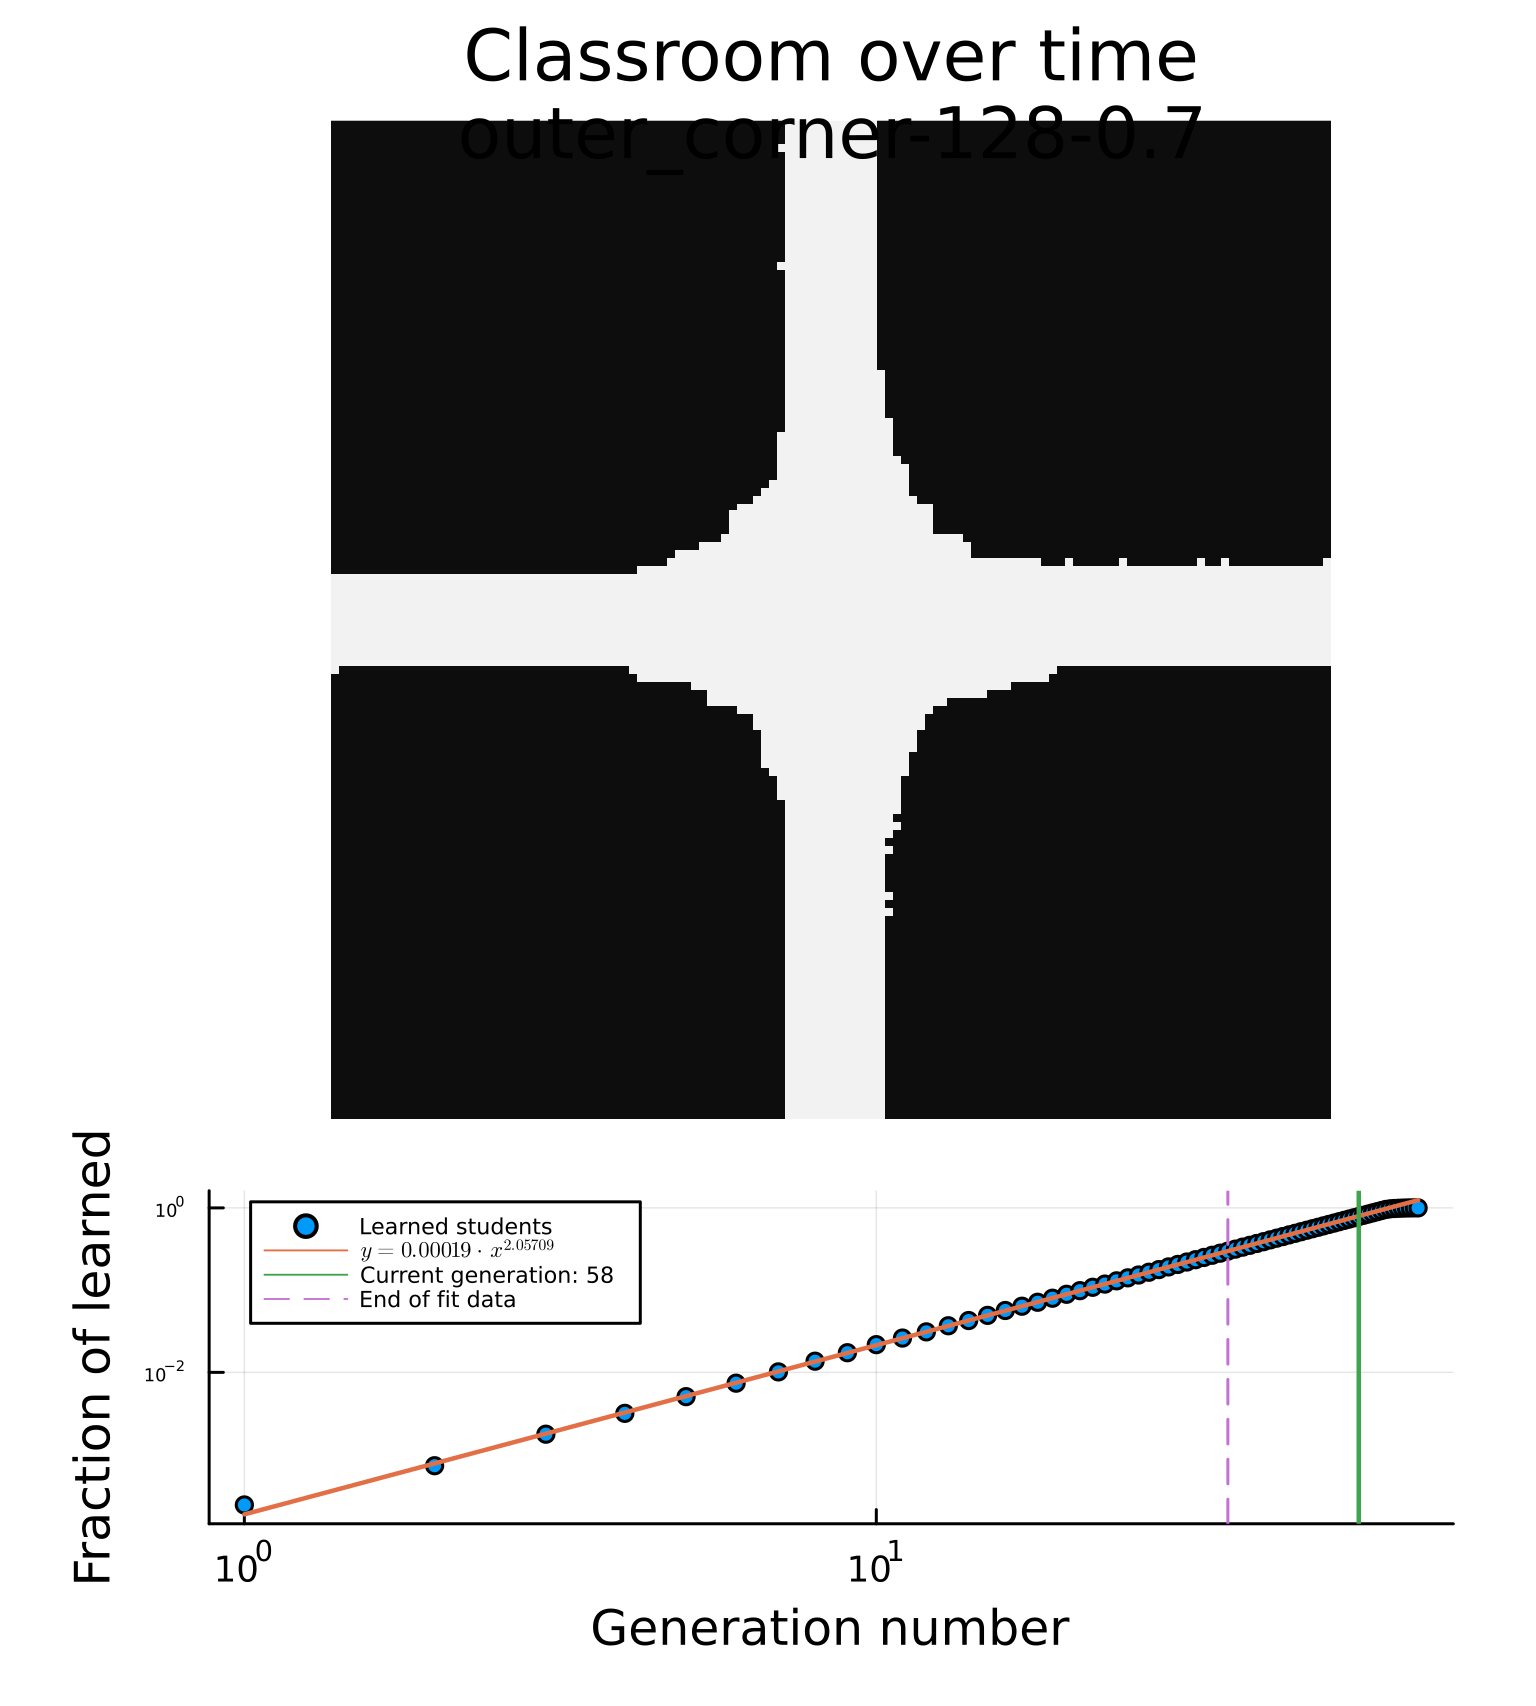 Classroom over time
outer_corner-128-0.7
Fraction of learned
10^0
10^-2
Learned students
y = 0.00019 · x^2.05709
Current generation: 58
End of fit data
10^0
10^1
Generation number